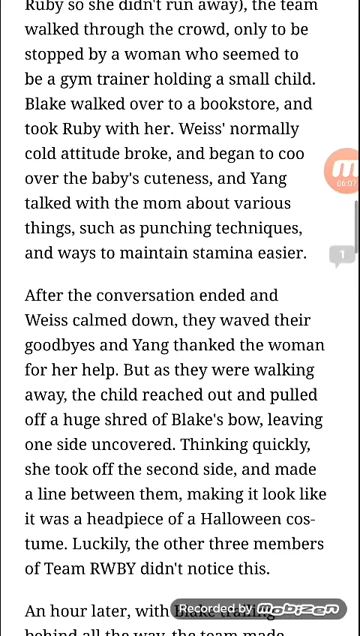 Ruby so she didn't run away), the team
walked through the crowd, only to be
stopped by a woman who seemed to
be a gym trainer holding a small child.
Blake walked over to a bookstore, and
took Ruby with her. Weiss' normally
cold attitude broke, and began to coo
over the baby's cuteness, and Yang
talked with the mom about various
things, such as punching techniques,
and ways to maintain stamina easier.
06:07
1
After the conversation ended and
Weiss calmed down, they waved their
goodbyes and Yang thanked the woman
for her help. But as they were walking
away, the child reached out and pulled
off a huge shred of Blake's bow, leaving
one side uncovered. Thinking quickly,
she took off the second side, and made
a line between them, making it look like
it was a headpiece of a Halloween cos-
tume. Luckily, the other three members
of Team RWBY didn't notice this.
An hour later, with Blake
Recorded by mobizen
behind all the way, the team made